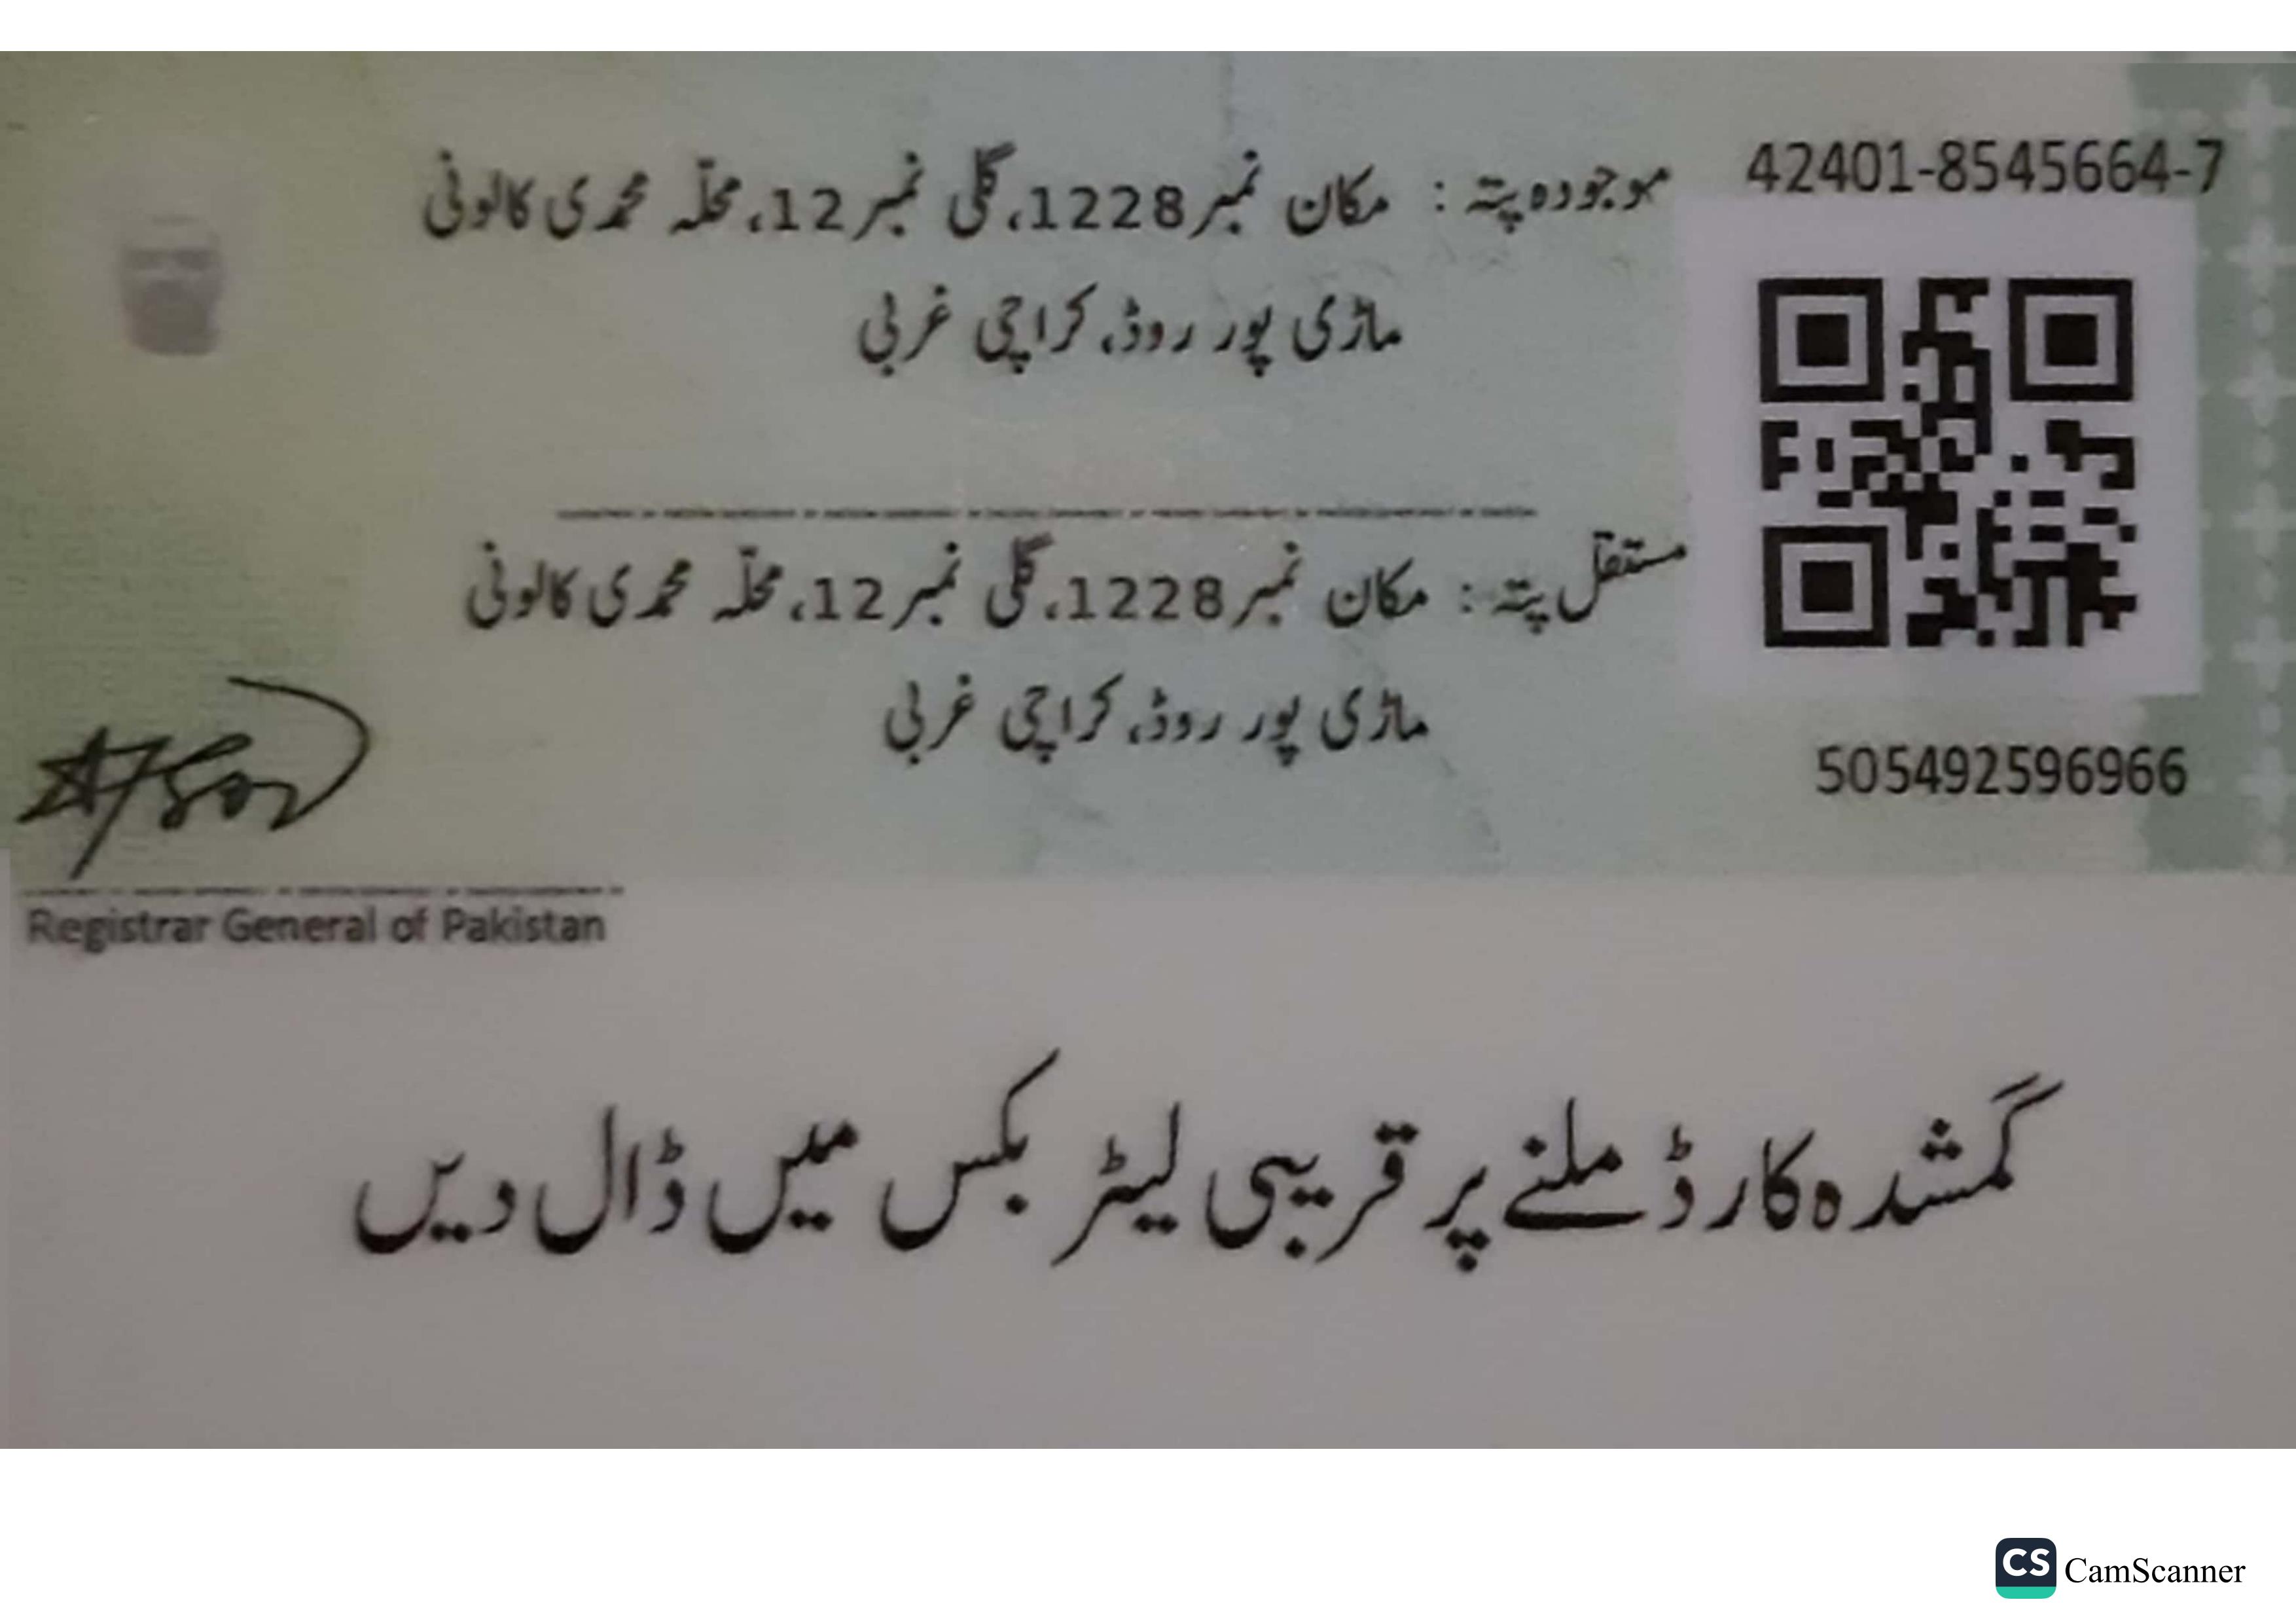 42401-8545664-7
موجودہ پتہ : مکان نمبر1228، گلی نمبر12، محلّہ محمدی کالونی
ماڑی پور روڈ، کراچی غربی
مستقل پتہ : مکان نمبر1228، گلی نمبر12، محلّہ محمدی کالونی
ماڑی پور روڈ، کراچی غربی
505492596966
Registrar General of Pakistan
گمشدہ کارڈ ملنے پر قریبی لیٹر بکس میں ڈال دیں
CS CamScanner